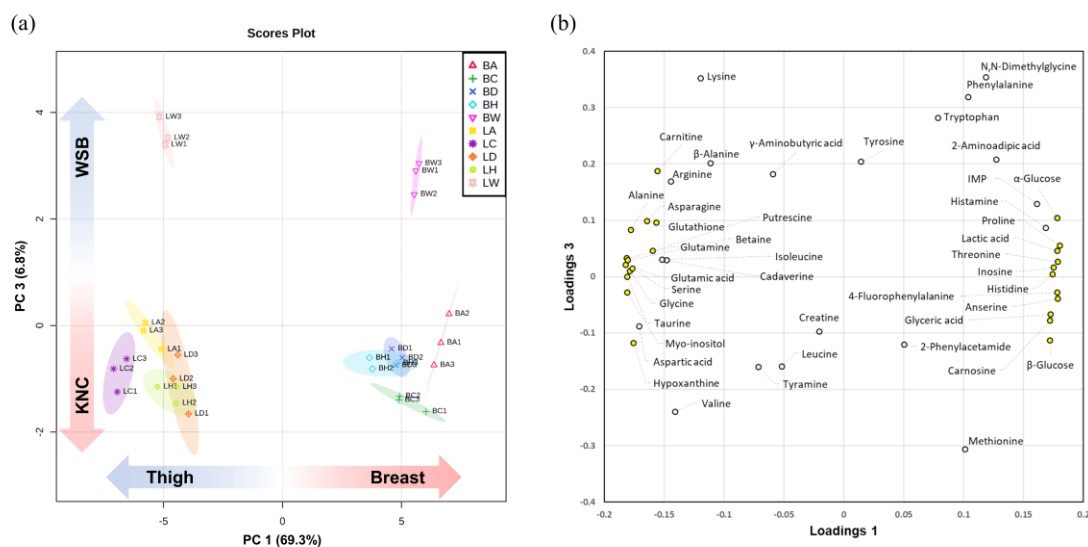 (a)
Scores Plot
PC 3 (6.8%)
4
2
0
-2
WSB
KNC
LW3
LW2
LW1
BW3
BW1
BW2
BA
BC
BD
BH
BW
LA
LC
LD
LH
LW
LA2
LA3
LA1
LD3
LC3
LC2
LC1
LD2
LH1
LH3
LH2
LD1
BA2
BA1
BA3
BD1
BD2
BH1
BH2
BC2
BC3
BC1
Thigh
Breast
-5
0
5
PC 1 (69.3%)
(b)
Loadings 3
0.4
0.3
0.2
0.1
0
-0.1
-0.2
-0.3
-0.4
N,N-Dimethylglycine
Lysine
Phenylalanine
Tryptophan
Carnitine
γ-Aminobutyric acid
Tyrosine
2-Aminoadipic acid
β-Alanine
Arginine
IMP
α-Glucose
Alanine
Histamine
Asparagine
Putrescine
Proline
Glutathione
Betaine
Lactic acid
Glutamine
Isoleucine
Threonine
Glutamic acid
Cadaverine
Inosine
Serine
Histidine
Glycine
4-Fluorophenylalanine
Anserine
Taurine
Creatine
Glyceric acid
Myo-inositol
2-Phenylacetamide
Aspartic acid
Leucine
Carnosine
β-Glucose
Hypoxanthine
Tyramine
Valine
Methionine
-0.2
-0.15
-0.1
-0.05
0
0.05
0.1
0.15
0.2
Loadings 1